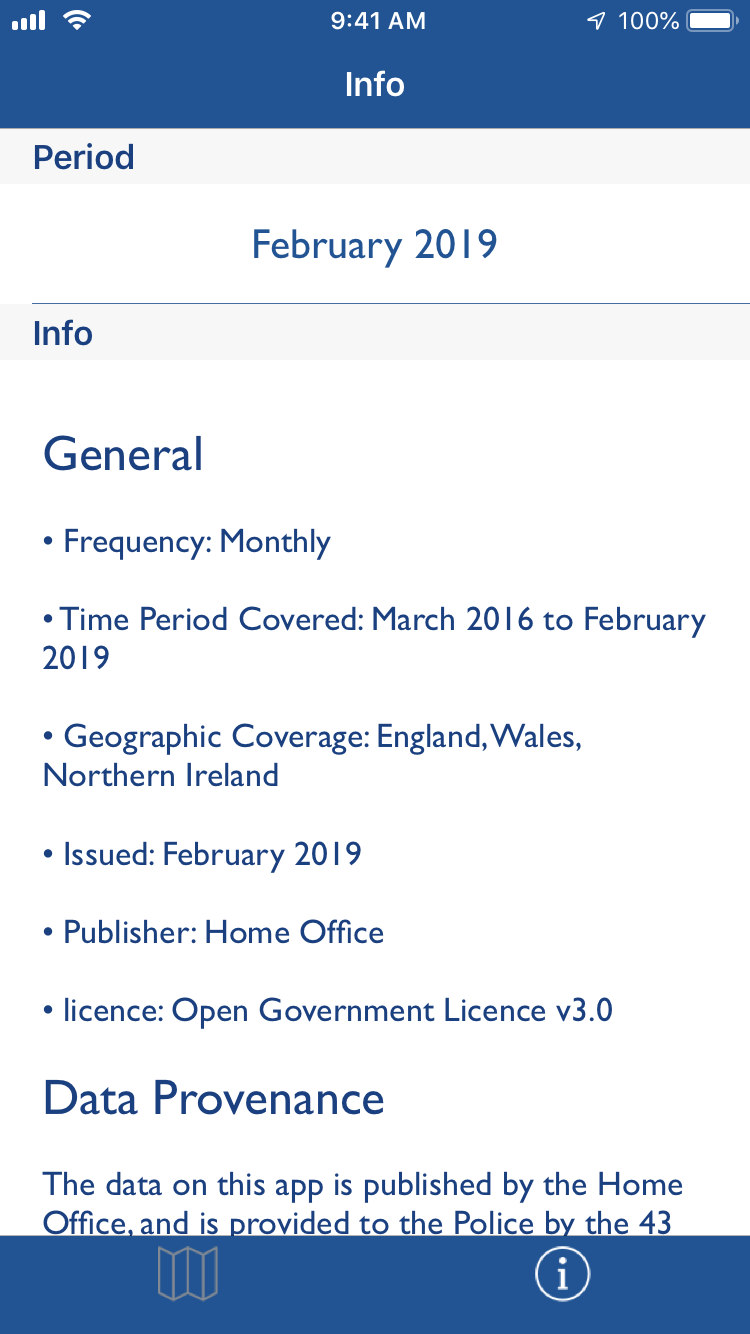 9:41 AM
100%
Info
Period
February 2019
Info
General
• Frequency: Monthly
• Time Period Covered: March 2016 to February
2019
• Geographic Coverage: England, Wales,
Northern Ireland
• Issued: February 2019
• Publisher: Home Office
• licence: Open Government Licence v3.0
Data Provenance
The data on this app is published by the Home
Office, and is provided to the Police by the 43